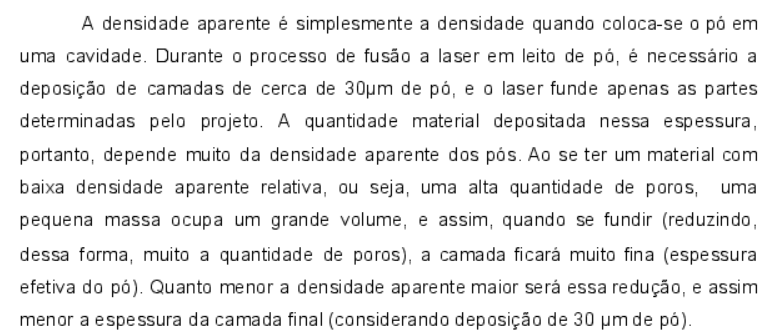 A densidade aparente é simplesmente a densidade quando coloca-se o pó em
uma cavidade. Durante o processo de fusão a laser em leito de pó, é necessário a
deposição de camadas de cerca de 30µm de pó, e o laser funde apenas as partes
determinadas pelo projeto. A quantidade material depositada nessa espessura,
portanto, depende muito da densidade aparente dos pós. Ao se ter um material com
baixa densidade aparente relativa, ou seja, uma alta quantidade de poros, uma
pequena massa ocupa um grande volume, e assim, quando se fundir (reduzindo,
dessa forma, muito a quantidade de poros), a camada ficará muito fina (espessura
efetiva do pó). Quanto menor a densidade aparente maior será essa redução, e assim
menor a espessura da camada final (considerando deposição de 30 µm de pó).